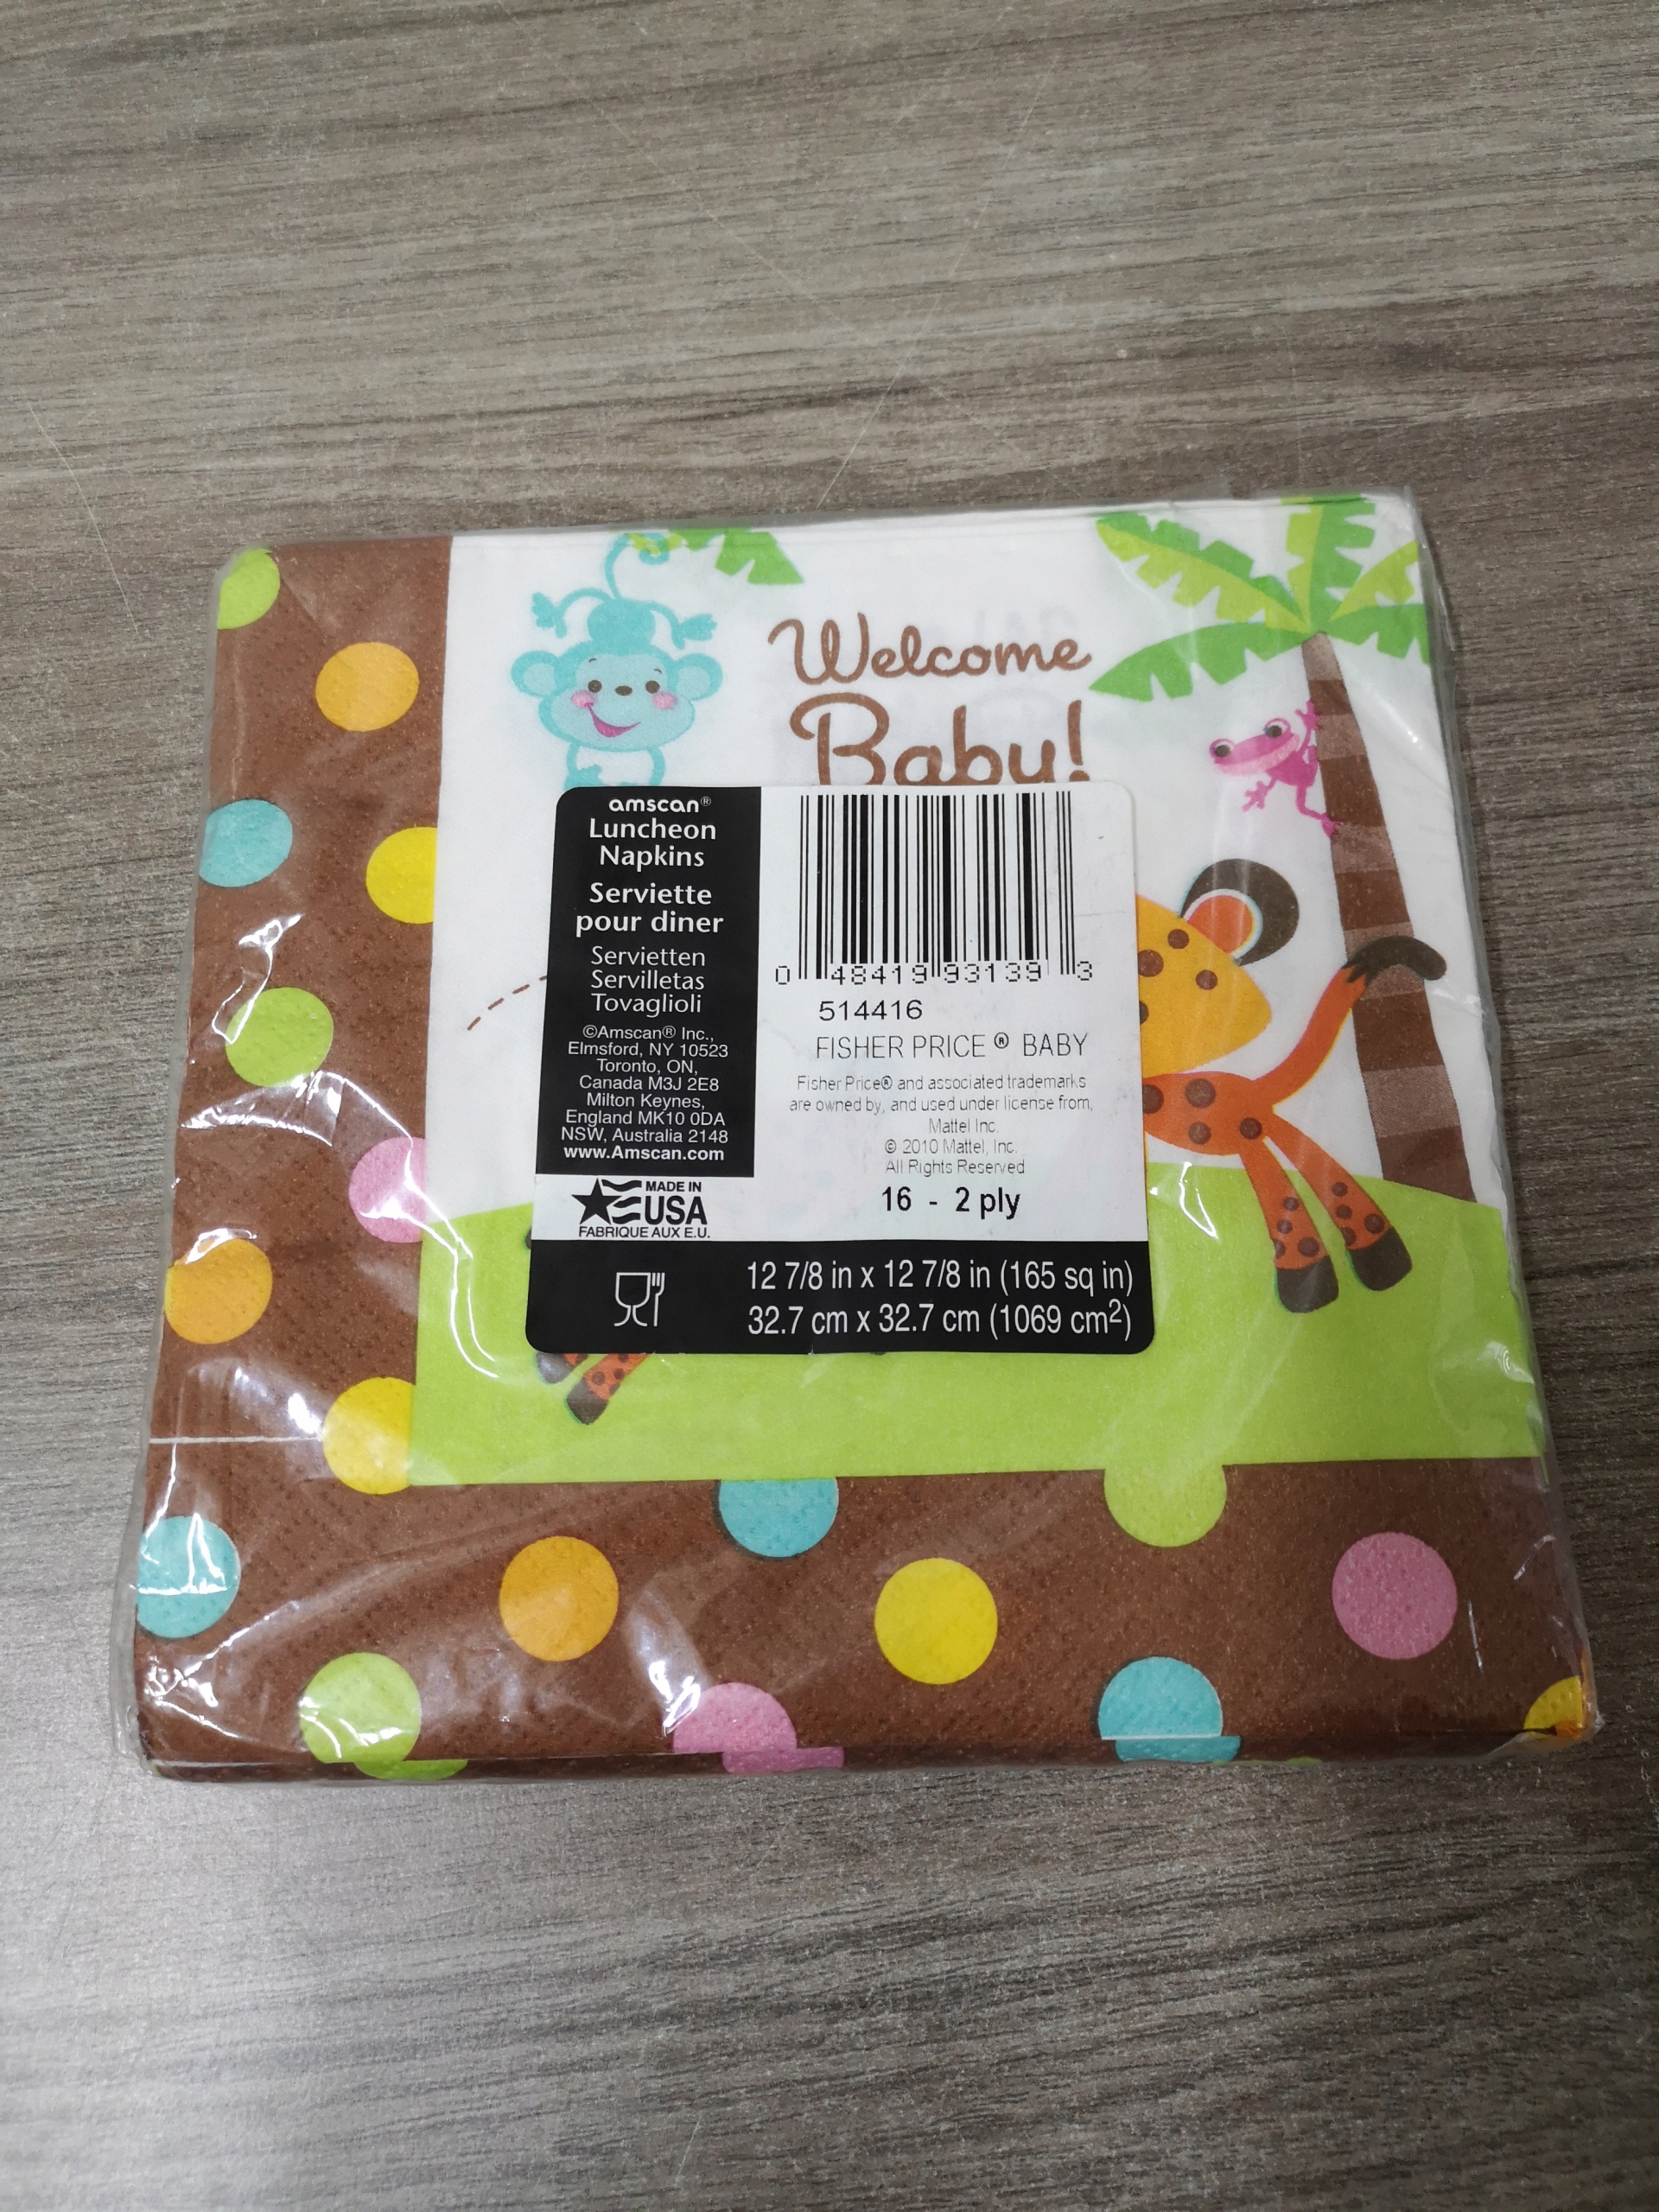 Welcome
Baby!
amscan®
Luncheon
Napkins
Serviette
pour diner
Servietten
Servilletas
Tovaglioli
©Amscan® Inc.,
Elmsford, NY 10523
Toronto, ON,
Canada M3J 2E8
Milton Keynes,
England MK10 0DA
NSW, Australia 2148
www.Amscan.com
MADE IN
USA
FABRIQUE AUX E.U.
0 48419 93139 3
514416
FISHER PRICE ® BABY
Fisher Price® and associated trademarks
are owned by, and used under license from,
Mattel Inc.
© 2010 Mattel, Inc.
All Rights Reserved
16 - 2 ply
12 7/8 in x 12 7/8 in (165 sq in)
32.7 cm x 32.7 cm (1069 cm²)